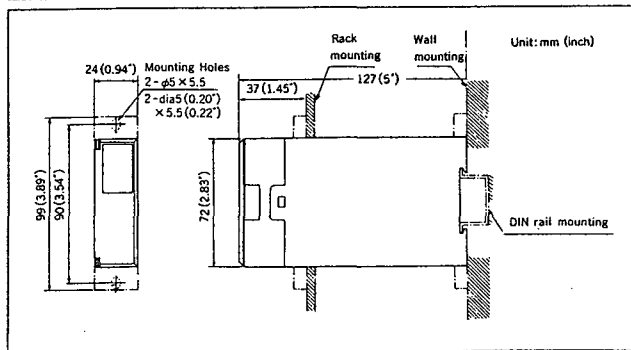 Rack
mounting
Wall
mounting
Unit: mm (inch)
24 (0.94")
Mounting Holes
2-φ5×5.5
2-dia5(0.20")
×5.5(0.22")
127 (5")
37 (1.45")
99 (3.89")
90 (3.54")
72 (2.83")
DIN rail mounting